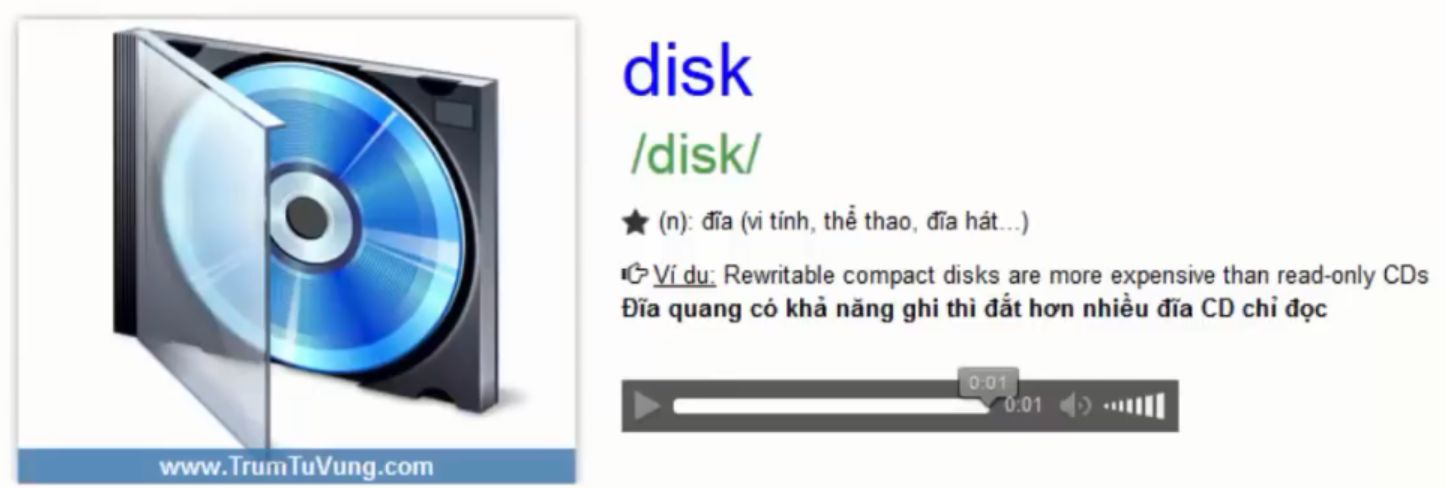 disk
/disk/
(n): đĩa (vi tính, thể thao, đĩa hát...)
Ví dụ: Rewritable compact disks are more expensive than read-only CDs
Đĩa quang có khả năng ghi thì đắt hơn nhiều đĩa CD chỉ đọc
0:01
0:01
www.TrumTuVung.com